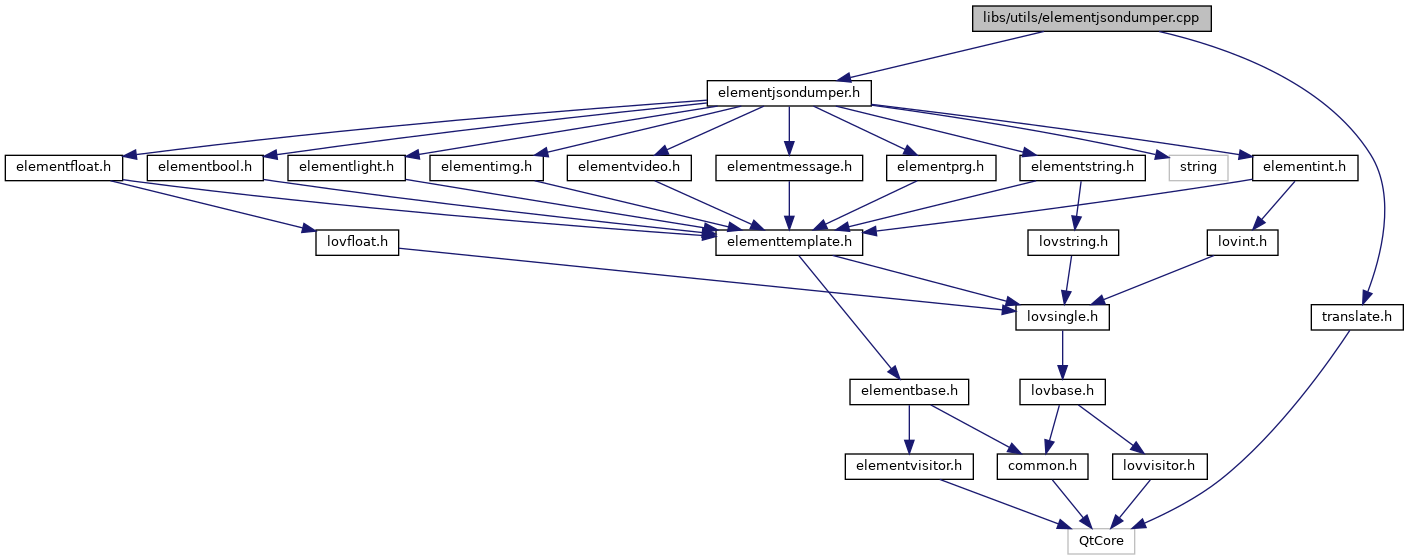 libs/utils/elementjsondumper.cpp
elementjsondumper.h
elementfloat.h
elementbool.h
elementlight.h
elementimg.h
elementvideo.h
elementmessage.h
elementprg.h
elementstring.h
string
elementint.h
lovfloat.h
elementtemplate.h
lovstring.h
lovint.h
lovsingle.h
translate.h
elementbase.h
lovbase.h
elementvisitor.h
common.h
lovvisitor.h
QtCore